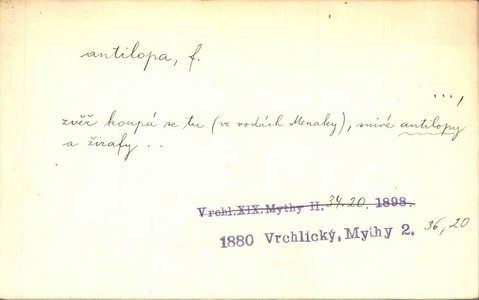 antilopa, f.
...,
zvěř koupá se tu (ve vodách Menaky), snivé antilopy
a žirafy . .
Vrchl.XIX.Mythy II. 34.20. 1898.
1880 Vrchlický, Mythy 2. 36,20